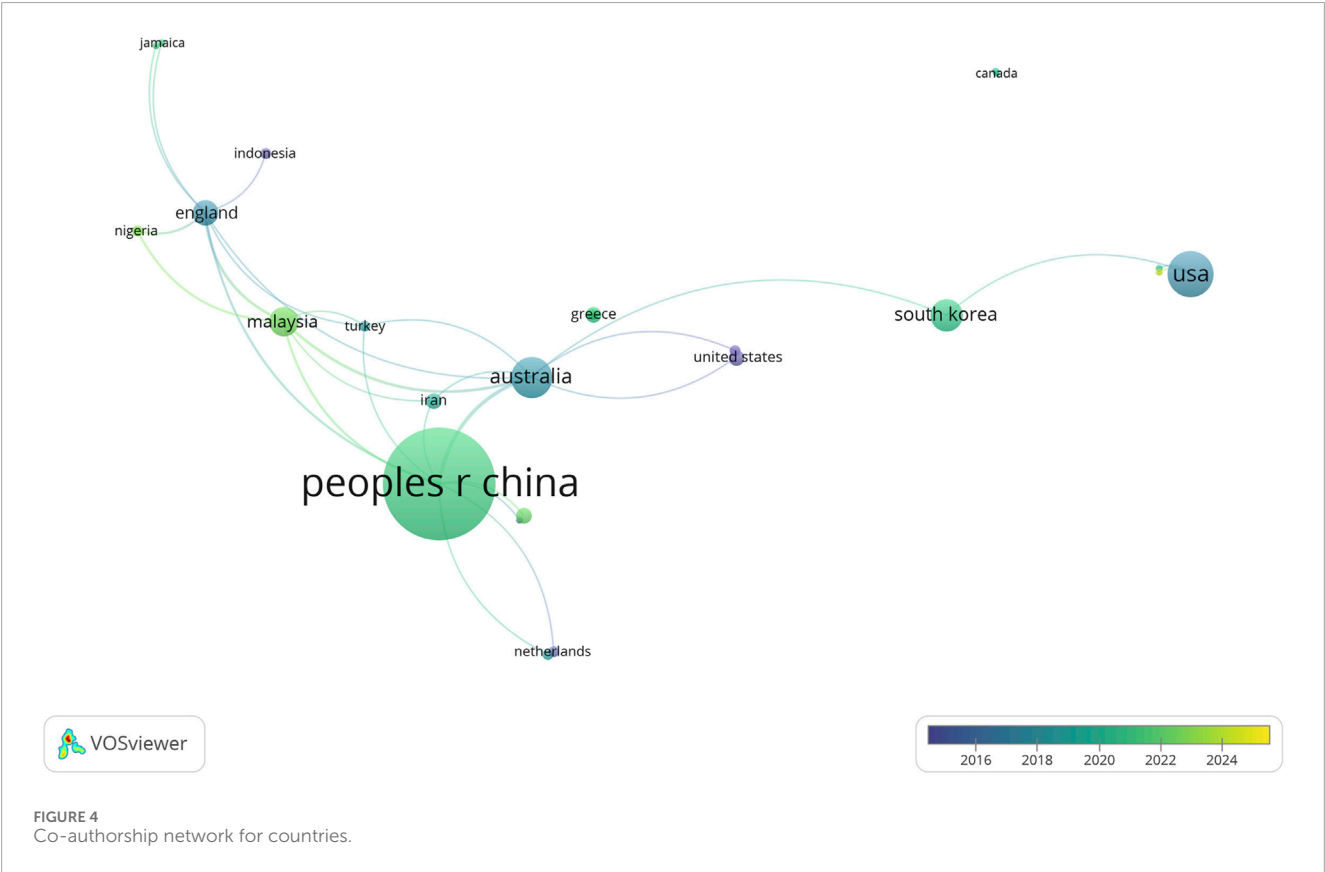 jamaica
canada
indonesia
england
nigeria
usa
greece
south korea
malaysia
turkey
united states
australia
iran
peoples r china
netherlands
VOSviewer
2016 2018 2020 2022 2024
FIGURE 4
Co-authorship network for countries.